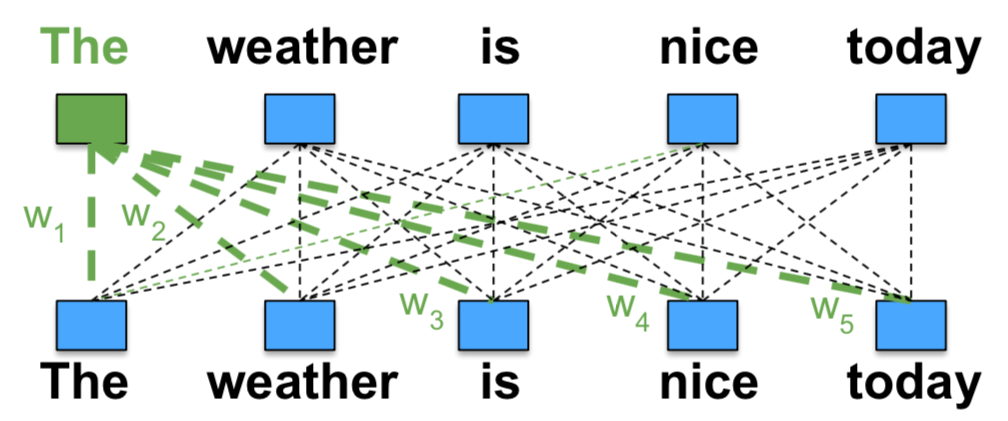 The weather is nice today
w1 w2
w3 w4 w5
The weather is nice today